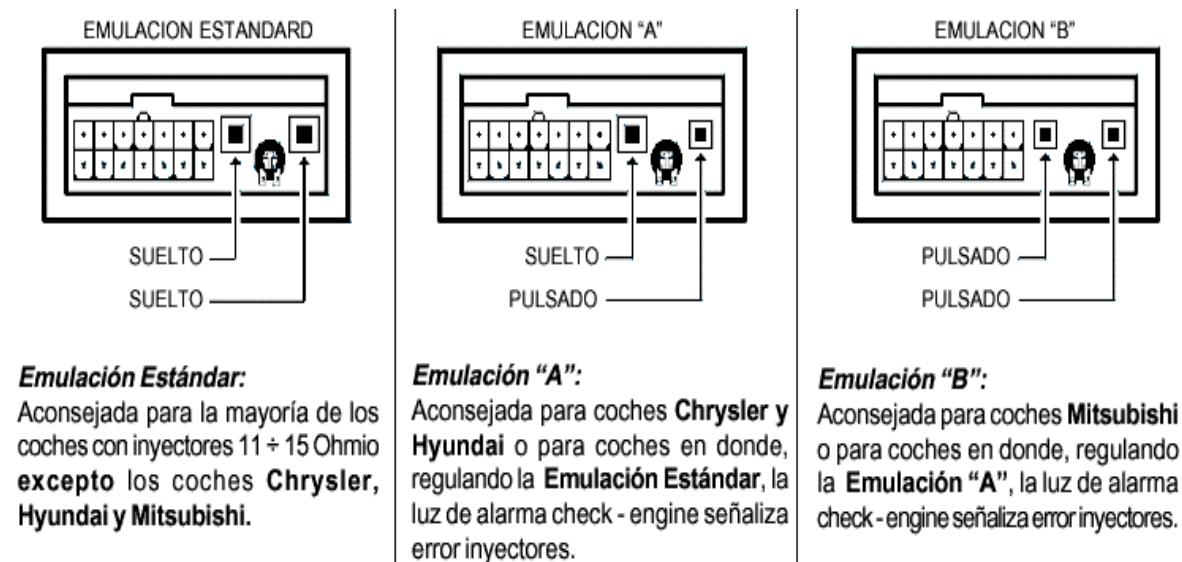 EMULACION ESTANDARD
SUELTO
SUELTO
Emulación Estándar:
Aconsejada para la mayoría de los
coches con inyectores 11 ÷ 15 Ohmio
excepto los coches Chrysler,
Hyundai y Mitsubishi.
EMULACION “A”
SUELTO
PULSADO
Emulación “A”:
Aconsejada para coches Chrysler y
Hyundai o para coches en donde,
regulando la Emulación Estándar, la
luz de alarma check - engine señaliza
error inyectores.
EMULACION “B”
PULSADO
PULSADO
Emulación “B”:
Aconsejada para coches Mitsubishi
o para coches en donde, regulando
la Emulación “A”, la luz de alarma
check - engine señaliza error inyectores.